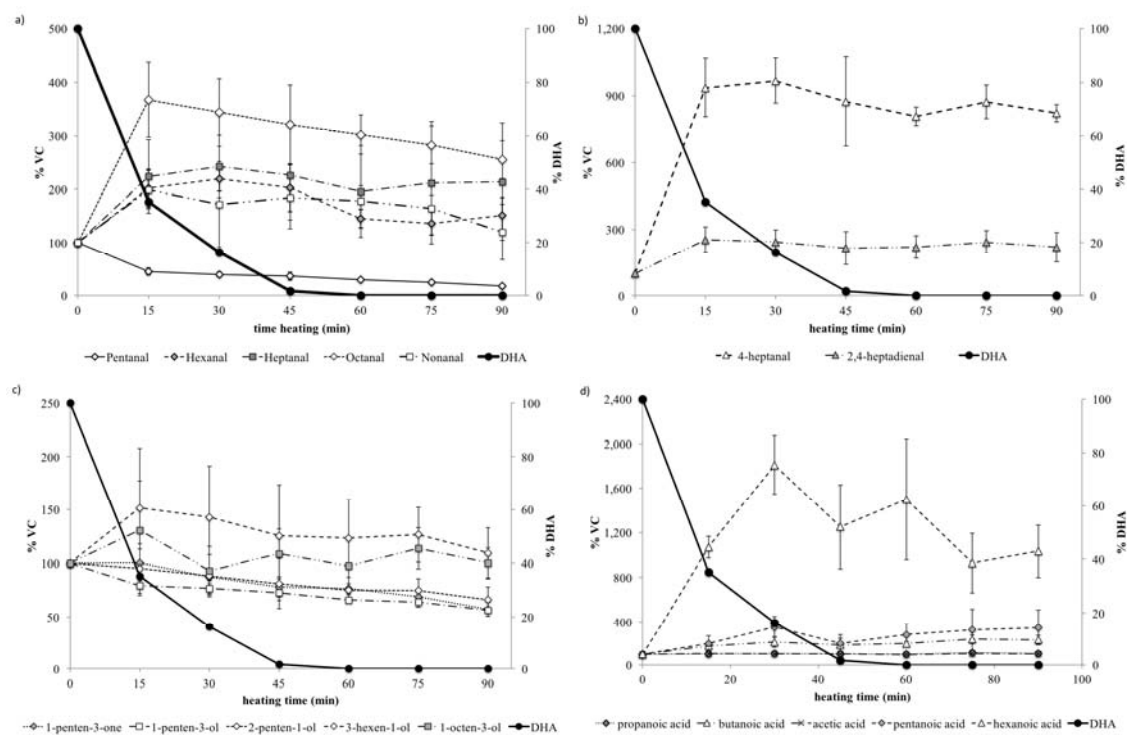 a)
500
400
300
200
100
0
% VC
100
80
60
40
20
0
% DHA
0 15 30 45 60 75 90
time heating (min)
Pentanal Hexanal Heptanal Octanal Nonanal DHA
b)
1,200
900
600
300
0
% VC
100
80
60
40
20
0
% DHA
0 15 30 45 60 75 90
heating time (min)
4-heptanal 2,4-heptadienal DHA
c)
250
200
150
100
50
0
% VC
100
80
60
40
20
0
% DHA
0 15 30 45 60 75 90
heating time (min)
1-penten-3-one 1-penten-3-ol 2-penten-1-ol 3-hexen-1-ol 1-octen-3-ol DHA
d)
2,400
2,000
1,600
1,200
800
400
0
% VC
100
80
60
40
20
0
% DHA
0 20 40 60 80 100
heating time (min)
propanoic acid butanoic acid acetic acid pentanoic acid hexanoic acid DHA